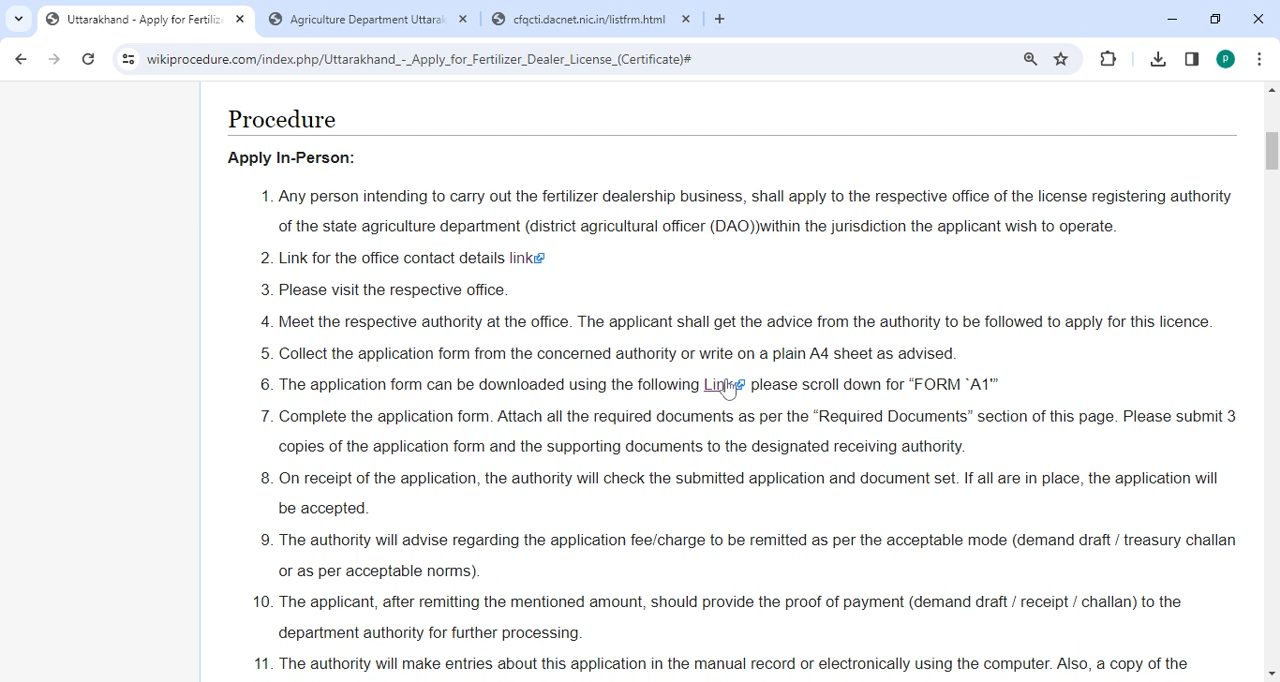 Uttarakhand - Apply for Fertiliz
Agriculture Department Uttarak
cfqcti.dacnet.nic.in/listfrm.html
wikiprocedure.com/index.php/Uttarakhand_-_Apply_for_Fertilizer_Dealer_License_(Certificate)#
P
Procedure
Apply In-Person:
1. Any person intending to carry out the fertilizer dealership business, shall apply to the respective office of the license registering authority
of the state agriculture department (district agricultural officer (DAO))within the jurisdiction the applicant wish to operate.
2. Link for the office contact details link
3. Please visit the respective office.
4. Meet the respective authority at the office. The applicant shall get the advice from the authority to be followed to apply for this licence.
5. Collect the application form from the concerned authority or write on a plain A4 sheet as advised.
6. The application form can be downloaded using the following Link please scroll down for “FORM `A1'”
7. Complete the application form. Attach all the required documents as per the “Required Documents” section of this page. Please submit 3
copies of the application form and the supporting documents to the designated receiving authority.
8. On receipt of the application, the authority will check the submitted application and document set. If all are in place, the application will
be accepted.
9. The authority will advise regarding the application fee/charge to be remitted as per the acceptable mode (demand draft / treasury challan
or as per acceptable norms).
10. The applicant, after remitting the mentioned amount, should provide the proof of payment (demand draft / receipt / challan) to the
department authority for further processing.
11. The authority will make entries about this application in the manual record or electronically using the computer. Also, a copy of the